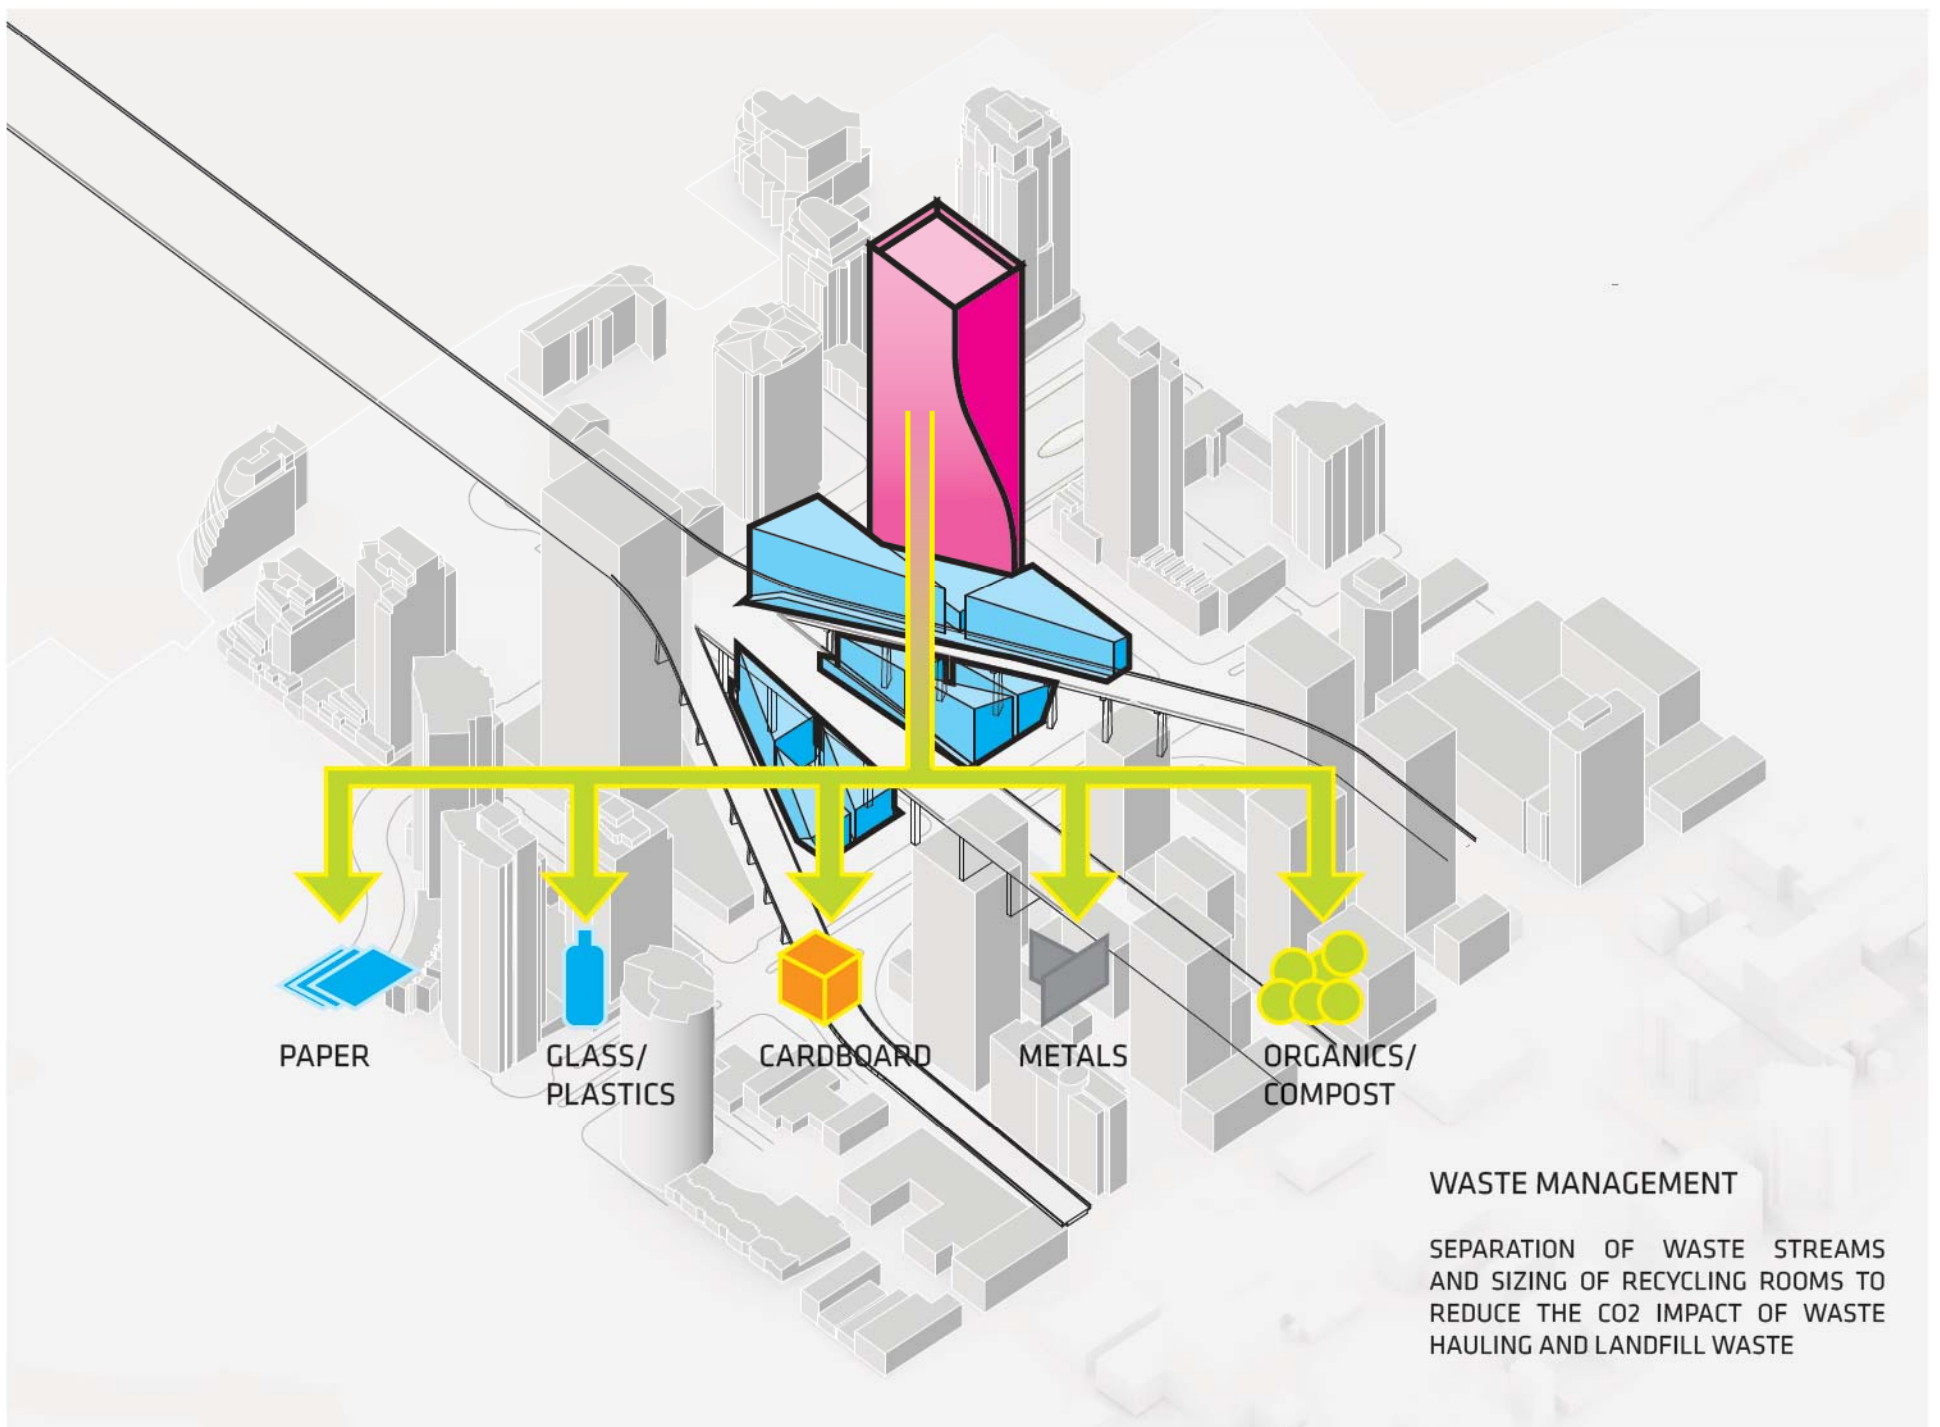 PAPER
GLASS/
PLASTICS
CARDBOARD
METALS
ORGANICS/
COMPOST
WASTE MANAGEMENT
SEPARATION OF WASTE STREAMS
AND SIZING OF RECYCLING ROOMS TO
REDUCE THE CO2 IMPACT OF WASTE
HAULING AND LANDFILL WASTE